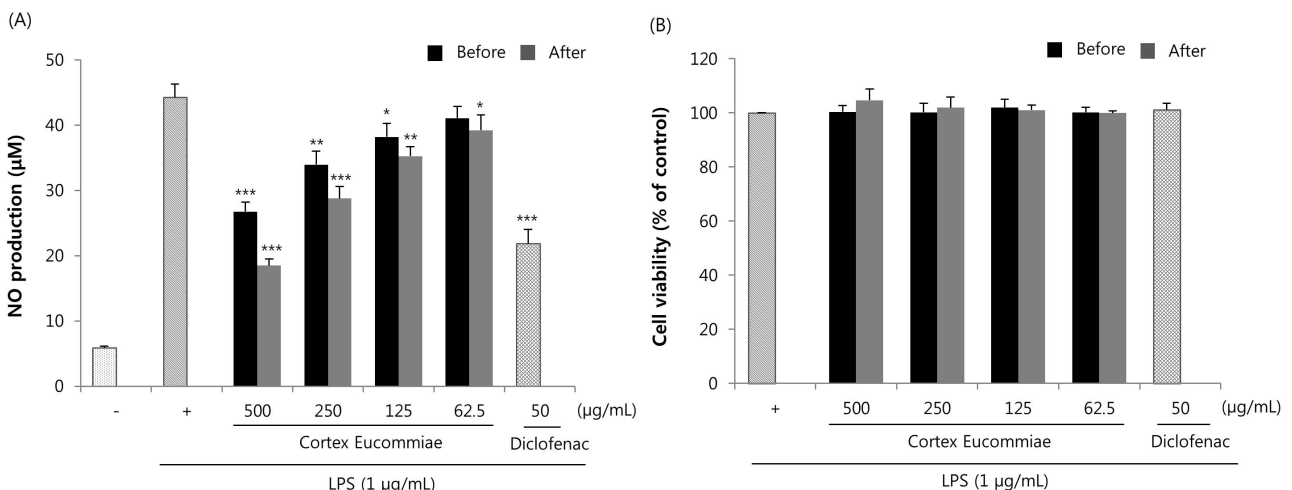 (A)
Before After
NO production (μM)
50
40
30
20
10
0
***
***
**
***
*
**
*
***
- + 500 250 125 62.5 50 (μg/mL)
Cortex Eucommiae Diclofenac
LPS (1 μg/mL)
(B)
Before After
Cell viability (% of control)
120
100
80
60
40
20
0
+ 500 250 125 62.5 50 (μg/mL)
Cortex Eucommiae Diclofenac
LPS (1 μg/mL)